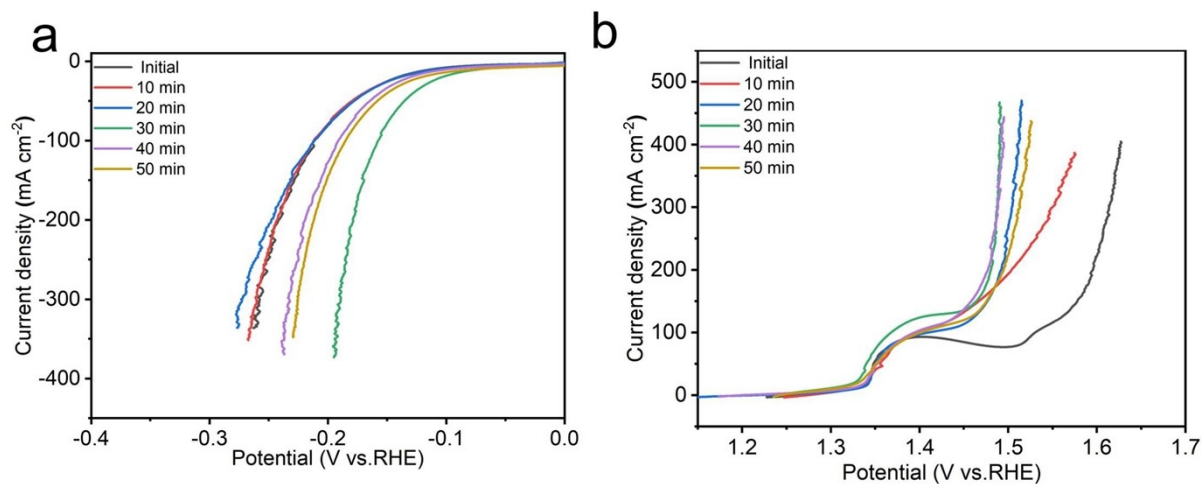 a
0
-100
-200
-300
-400
Current density (mA cm-2)
Initial
10 min
20 min
30 min
40 min
50 min
-0.4
-0.3
-0.2
-0.1
0.0
Potential (V vs.RHE)
b
500
400
300
200
100
0
Current density (mA cm-2)
Initial
10 min
20 min
30 min
40 min
50 min
1.2
1.3
1.4
1.5
1.6
1.7
Potential (V vs.RHE)